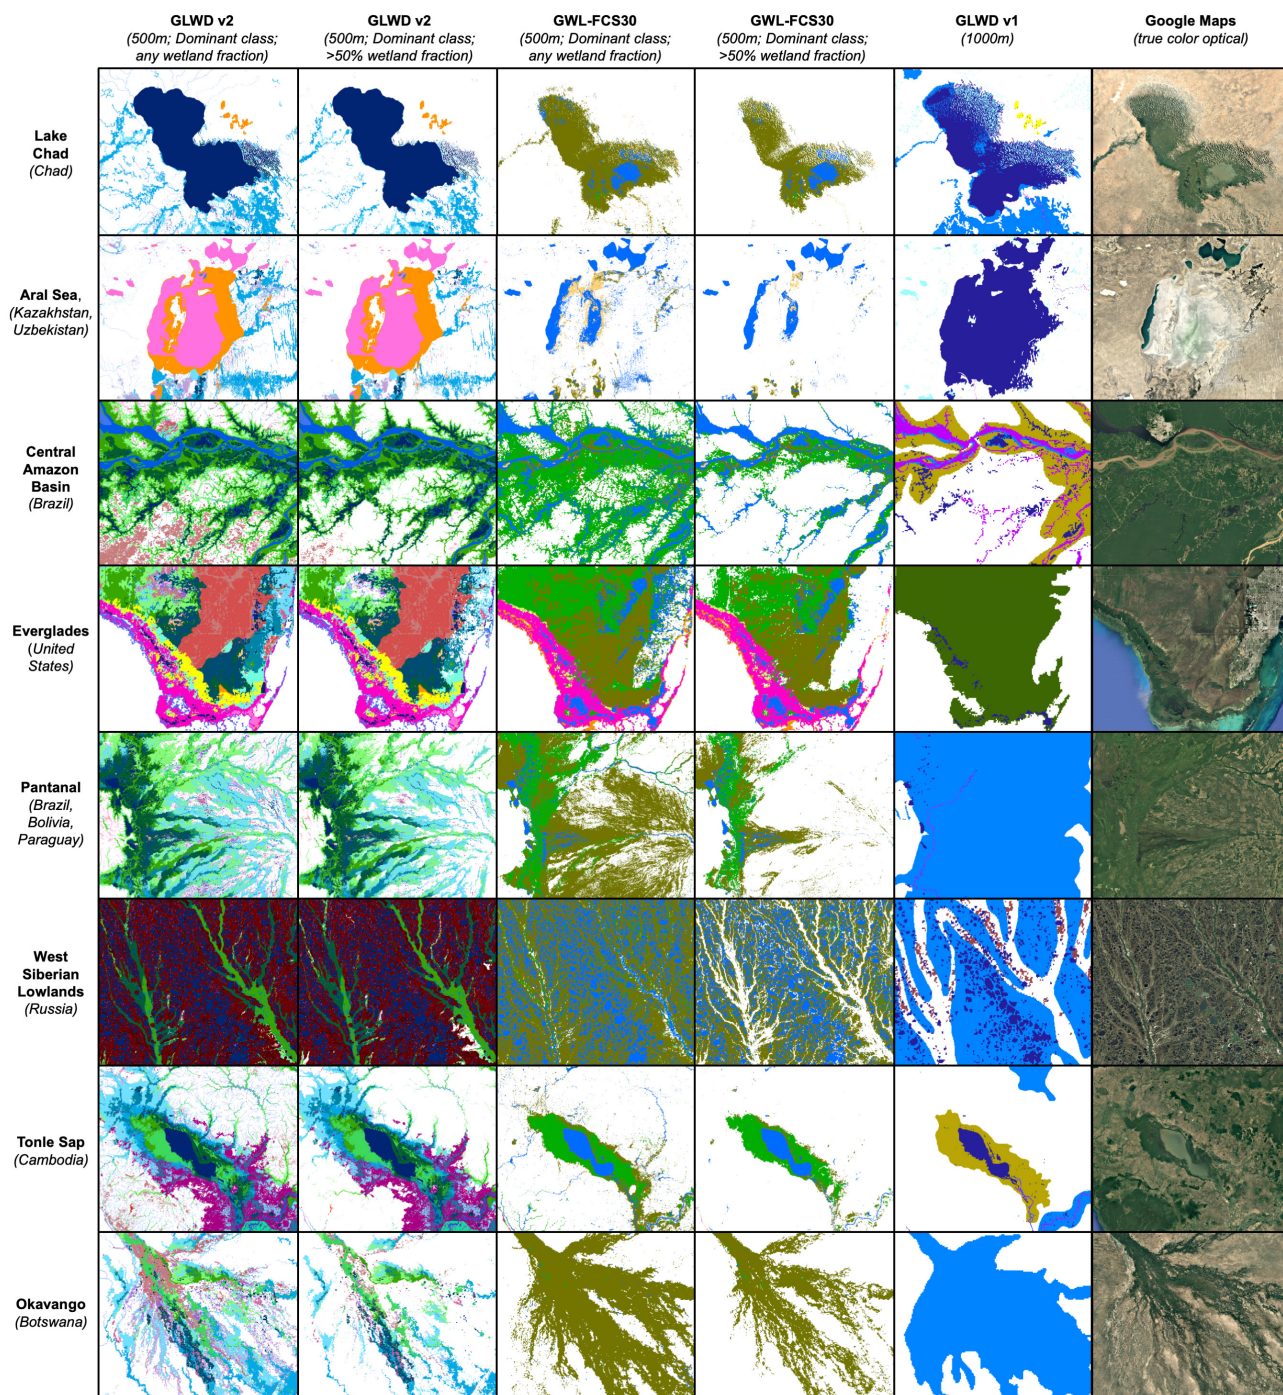 GLWD v2
(500m; Dominant class;
any wetland fraction)
GLWD v2
(500m; Dominant class;
>50% wetland fraction)
GWL-FCS30
(500m; Dominant class;
any wetland fraction)
GWL-FCS30
(500m; Dominant class;
>50% wetland fraction)
GLWD v1
(1000m)
Google Maps
(true color optical)
Lake
Chad
(Chad)
Aral Sea,
(Kazakhstan,
Uzbekistan)
Central
Amazon
Basin
(Brazil)
Everglades
(United
States)
Pantanal
(Brazil,
Bolivia,
Paraguay)
West
Siberian
Lowlands
(Russia)
Tonle Sap
(Cambodia)
Okavango
(Botswana)